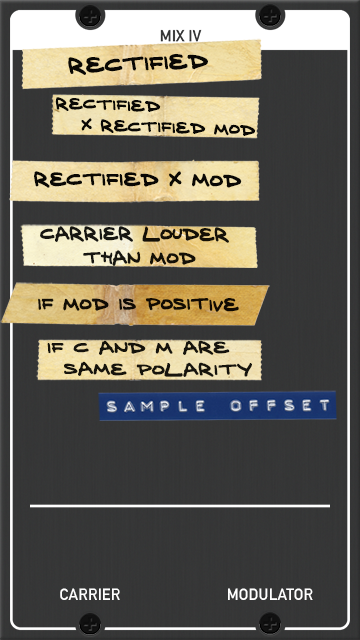 MIX IV
RECTIFIED
RECTIFIED
X RECTIFIED MOD
RECTIFIED X MOD
CARRIER LOUDER
THAN MOD
IF MOD IS POSITIVE
IF C AND M ARE
SAME POLARITY
SAMPLE OFFSET
CARRIER MODULATOR